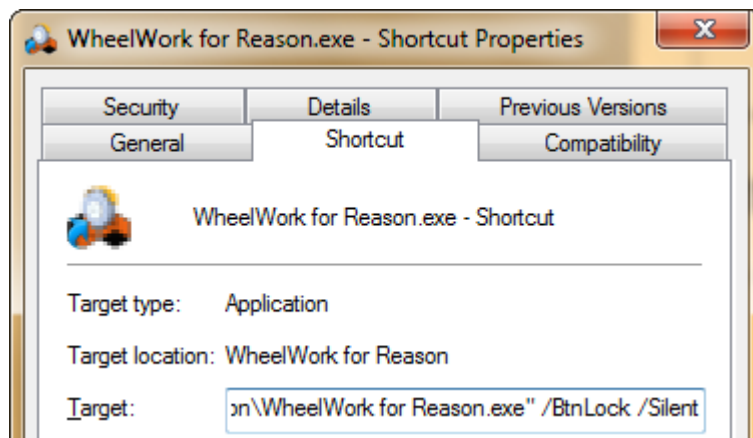 WheelWork for Reason.exe - Shortcut Properties
Security Details Previous Versions
General Shortcut Compatibility
WheelWork for Reason.exe - Shortcut
Target type: Application
Target location: WheelWork for Reason
Target: on\WheelWork for Reason.exe" /BtnLock /Silent